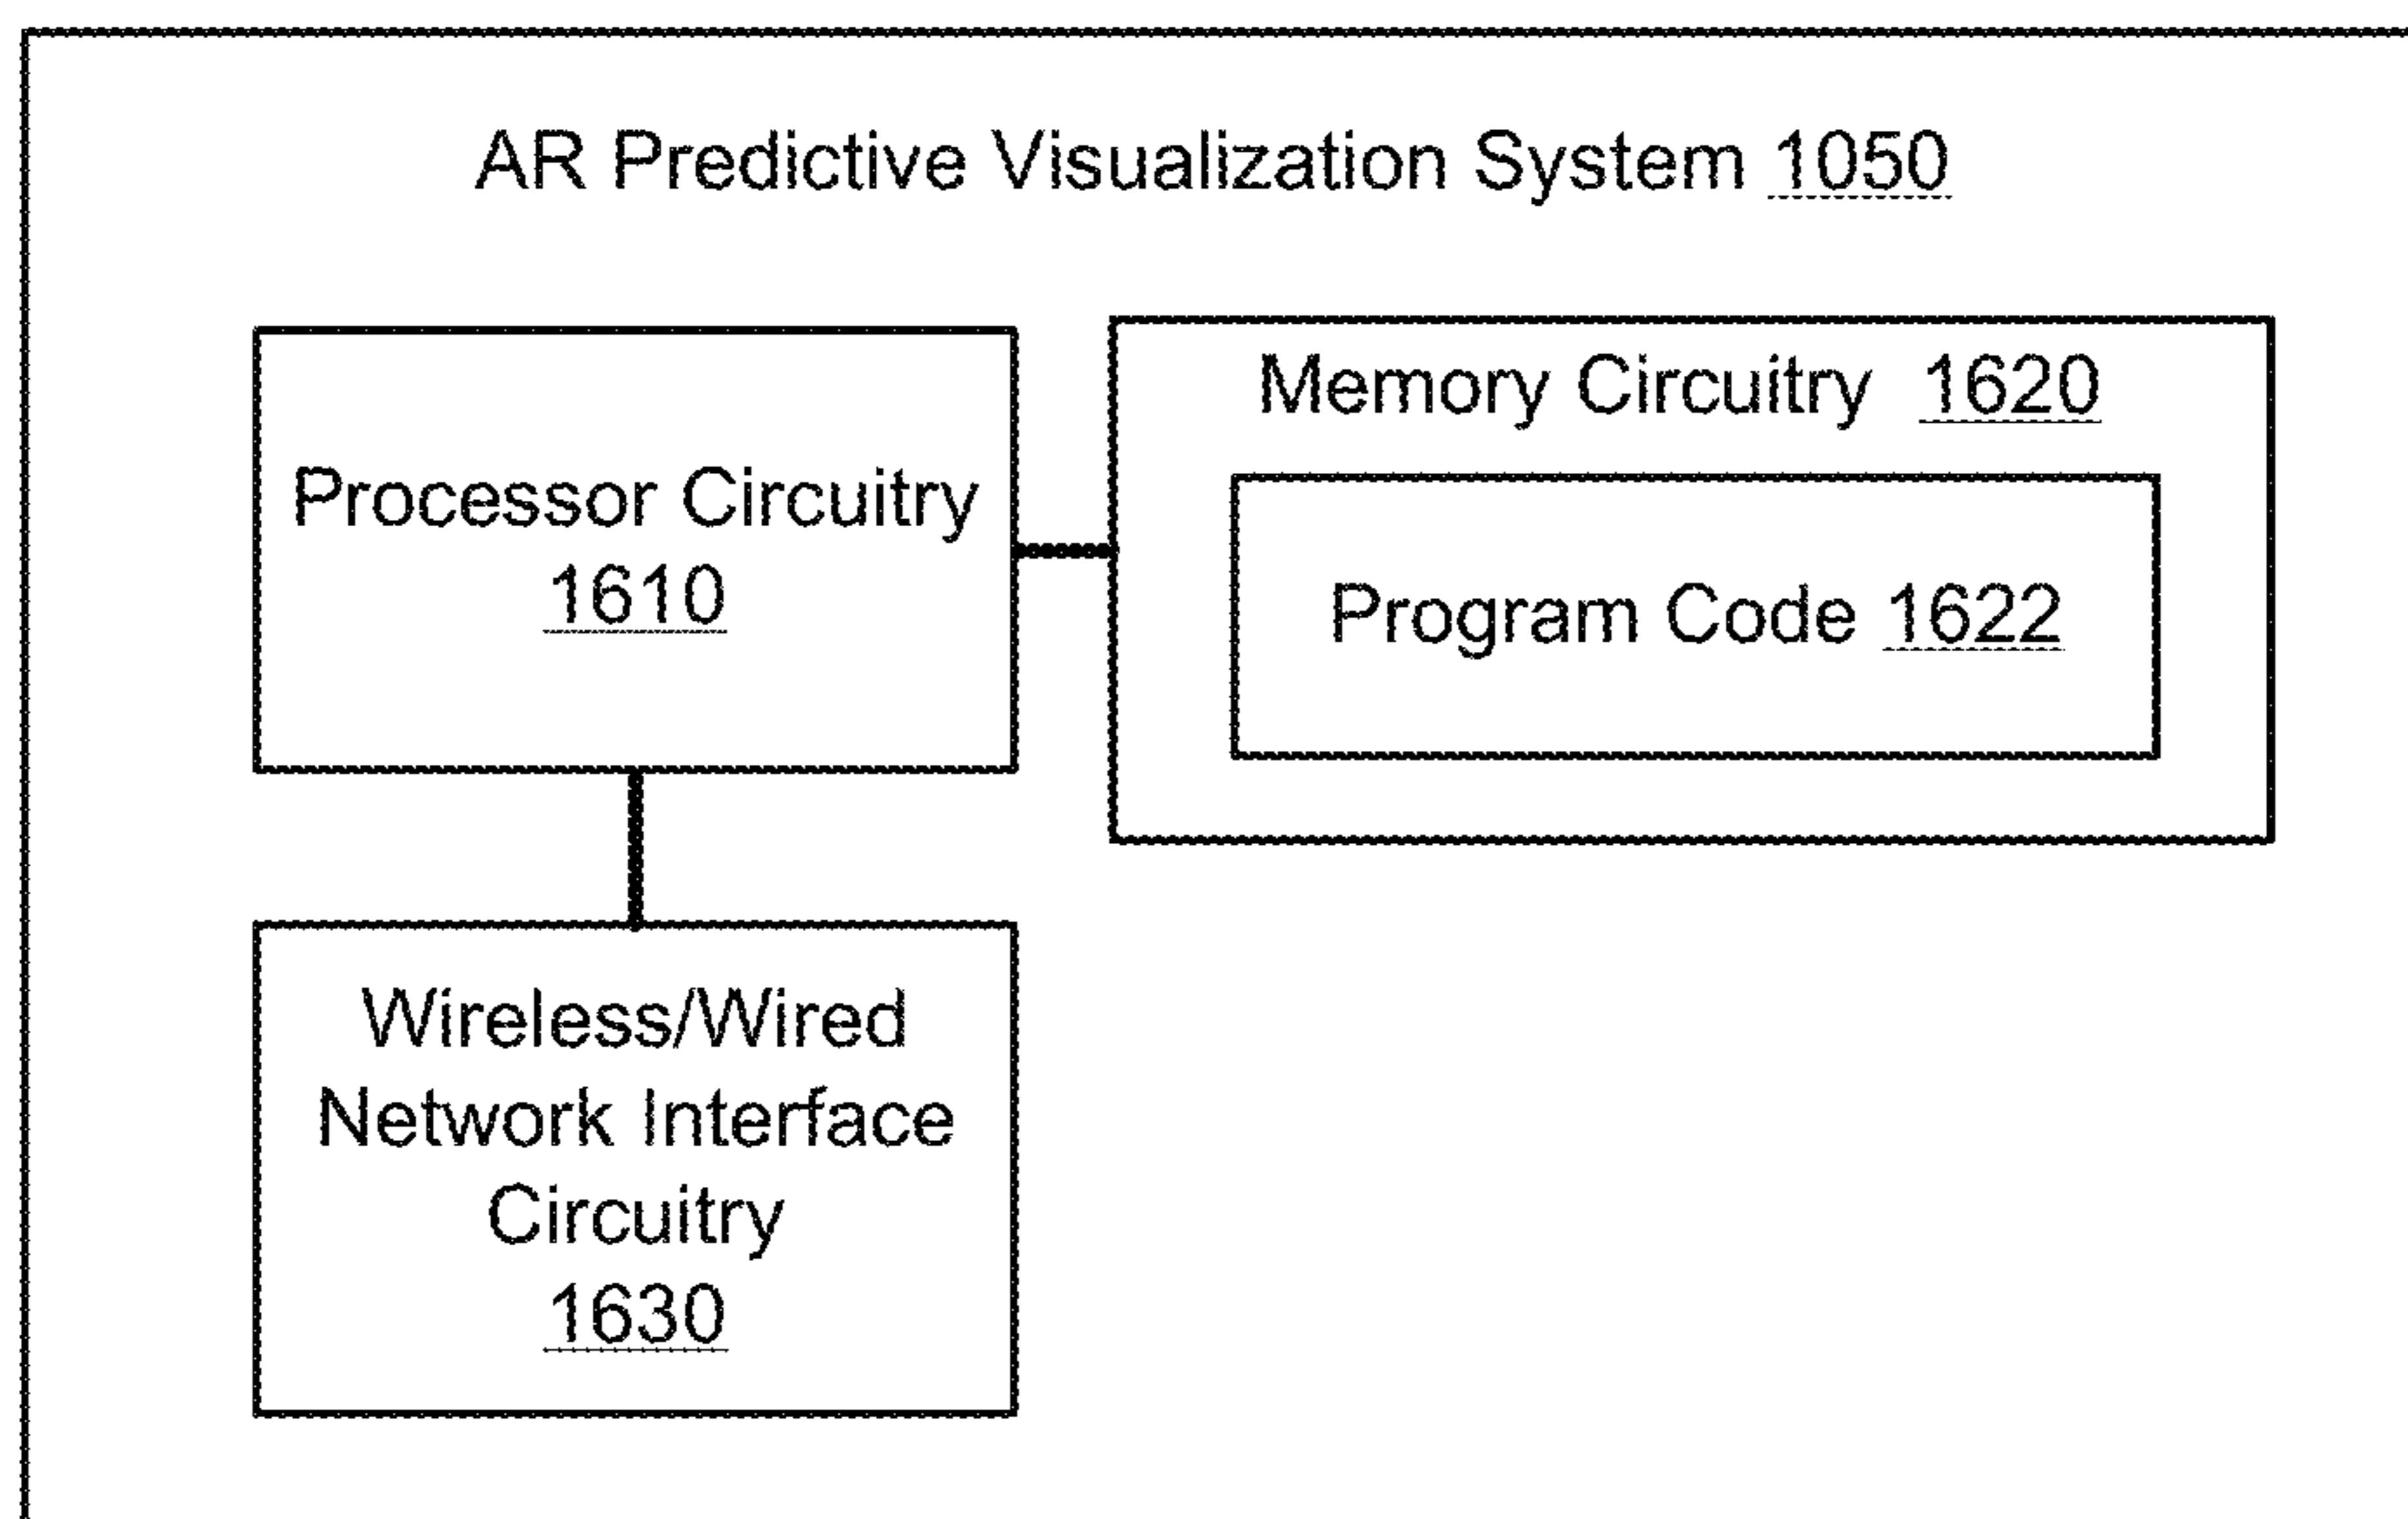 AR Predictive Visualization System 1050
Processor Circuitry
1610
Memory Circuitry 1620
Program Code 1622
Wireless/Wired
Network Interface
Circuitry
1630